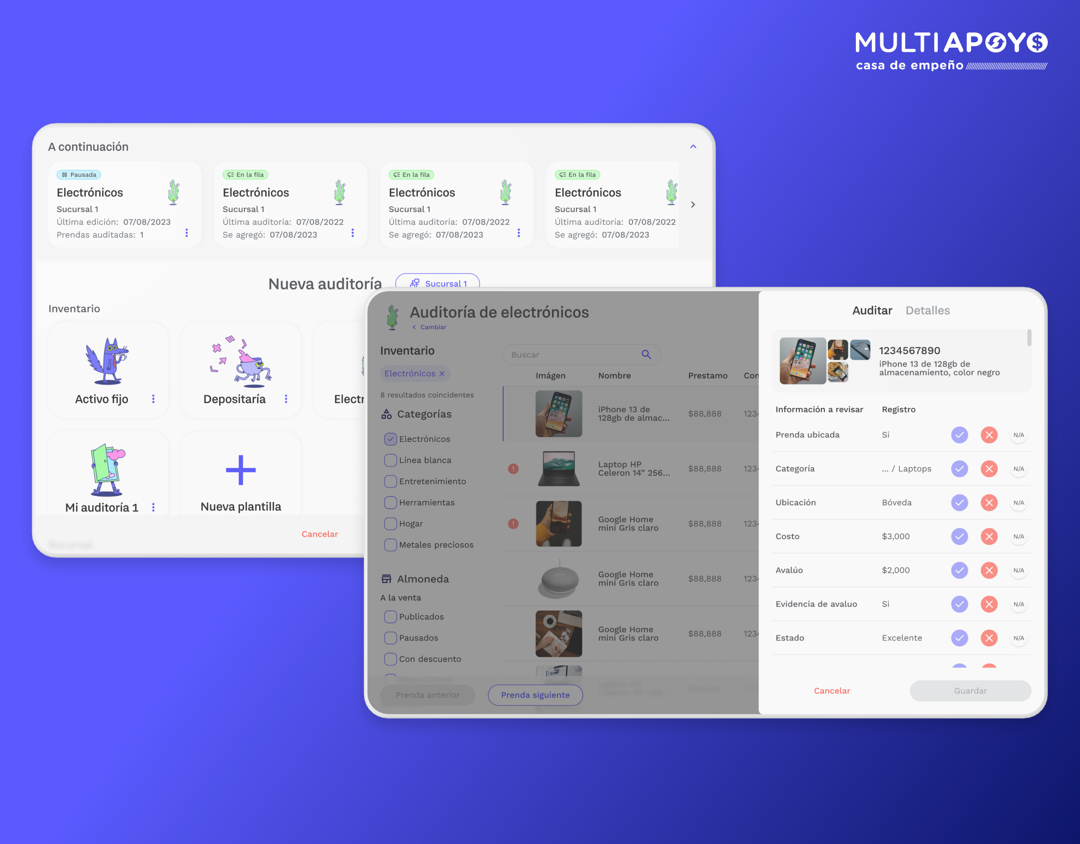 MULTIAPOYO
casa de empeño
A continuación
Pausada
Electrónicos
Sucursal 1
Última edición: 07/08/2023
Prendas auditadas: 1
En la fila
Electrónicos
Sucursal 1
Última auditoría: 07/08/2022
Se agregó: 07/08/2023
En la fila
Electrónicos
Sucursal 1
Última auditoría: 07/08/2022
Se agregó: 07/08/2023
En la fila
Electrónicos
Sucursal 1
Última auditoría: 07/08/2022
Se agregó: 07/08/2023
Nueva auditoría
Sucursal 1
Inventario
Activo fijo
Depositaría
Electr
Mi auditoría 1
Nueva plantilla
Cancelar
Auditoría de electrónicos
Cambiar
Inventario
Electrónicos
8 resultados coincidentes
Categorías
Electrónicos
Línea blanca
Entretenimiento
Herramientas
Hogar
Metales preciosos
Almoneda
A la venta
Publicados
Pausados
Con descuento
Prenda anterior
Prenda siguiente
Buscar
Imágen Nombre Prestamo Con
iPhone 13 de
128gb de almac...
$88,888 123
Laptop HP
Celeron 14" 256...
$88,888 123
Google Home
mini Gris claro
$88,888 123
Google Home
mini Gris claro
$88,888 123
Google Home
mini Gris claro
$88,888 123
Auditar Detalles
1234567890
iPhone 13 de 128gb de
almacenamiento, color negro
Información a revisar Registro
Prenda ubicada Si N/A
Categoría ... / Laptops N/A
Ubicación Bóveda N/A
Costo $3,000 N/A
Avalúo $2,000 N/A
Evidencia de avaluo Si N/A
Estado Excelente N/A
Cancelar
Guardar